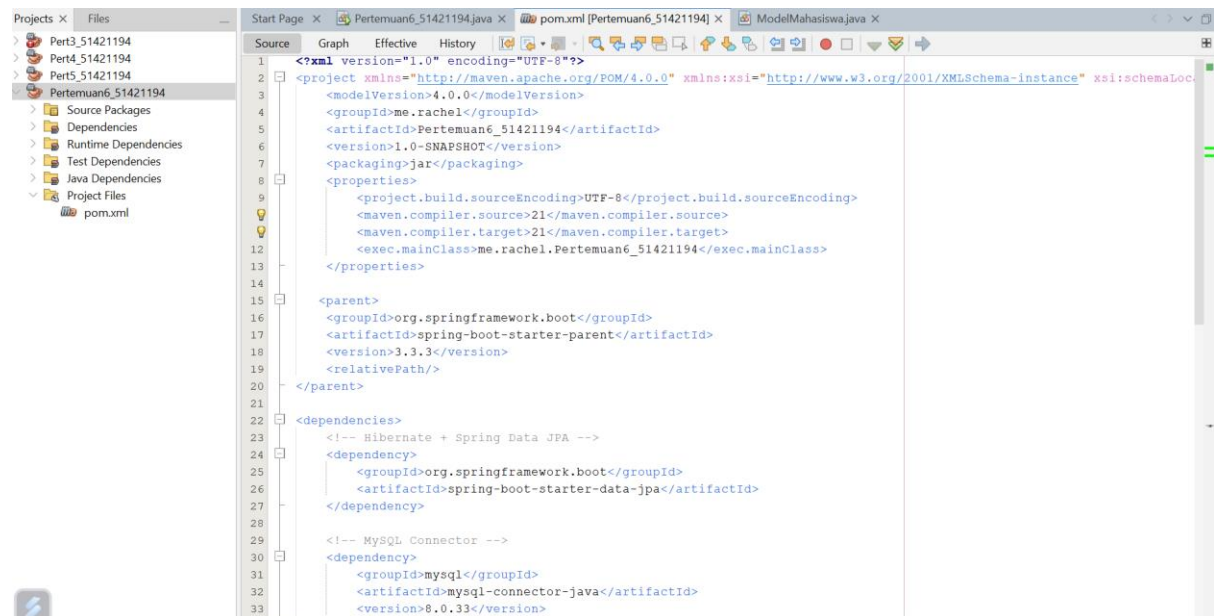 Projects Files
Pert3_51421194
Pert4_51421194
Pert5_51421194
Pertemuan6_51421194
Source Packages
Dependencies
Runtime Dependencies
Test Dependencies
Java Dependencies
Project Files
pom.xml
Start Page Pertemuan6_51421194.java pom.xml [Pertemuan6_51421194] ModelMahasiswa.java
Source Graph Effective History
1 <?xml version="1.0" encoding="UTF-8"?>
2 <project xmlns="http://maven.apache.org/POM/4.0.0" xmlns:xsi="http://www.w3.org/2001/XMLSchema-instance" xsi:schemaLoca
3 <modelVersion>4.0.0</modelVersion>
4 <groupId>me.rachel</groupId>
5 <artifactId>Pertemuan6_51421194</artifactId>
6 <version>1.0-SNAPSHOT</version>
7 <packaging>jar</packaging>
8 <properties>
9 <project.build.sourceEncoding>UTF-8</project.build.sourceEncoding>
<maven.compiler.source>21</maven.compiler.source>
<maven.compiler.target>21</maven.compiler.target>
12 <exec.mainClass>me.rachel.Pertemuan6_51421194</exec.mainClass>
13 </properties>
14
15 <parent>
16 <groupId>org.springframework.boot</groupId>
17 <artifactId>spring-boot-starter-parent</artifactId>
18 <version>3.3.3</version>
19 <relativePath/>
20 </parent>
21
22 <dependencies>
23 <!-- Hibernate + Spring Data JPA -->
24 <dependency>
25 <groupId>org.springframework.boot</groupId>
26 <artifactId>spring-boot-starter-data-jpa</artifactId>
27 </dependency>
28
29 <!-- MySQL Connector -->
30 <dependency>
31 <groupId>mysql</groupId>
32 <artifactId>mysql-connector-java</artifactId>
33 <version>8.0.33</version>